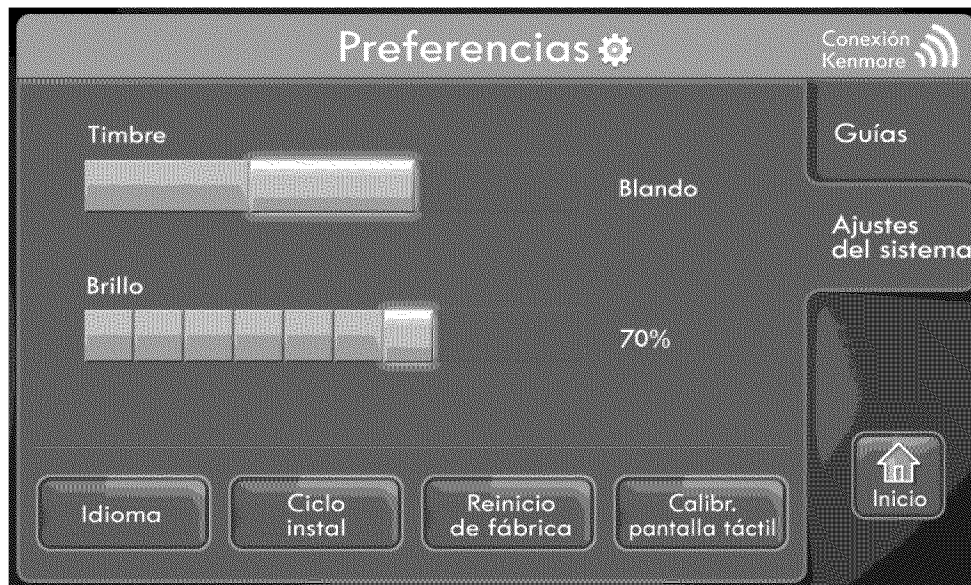 Preferencias
Conexión
Kenmore
Timbre
Blando
Guías
Ajustes
del sistema
Brillo
70%
Idioma
Ciclo
instal
Reinicio
de fábrica
Calibr.
pantalla táctil
Inicio